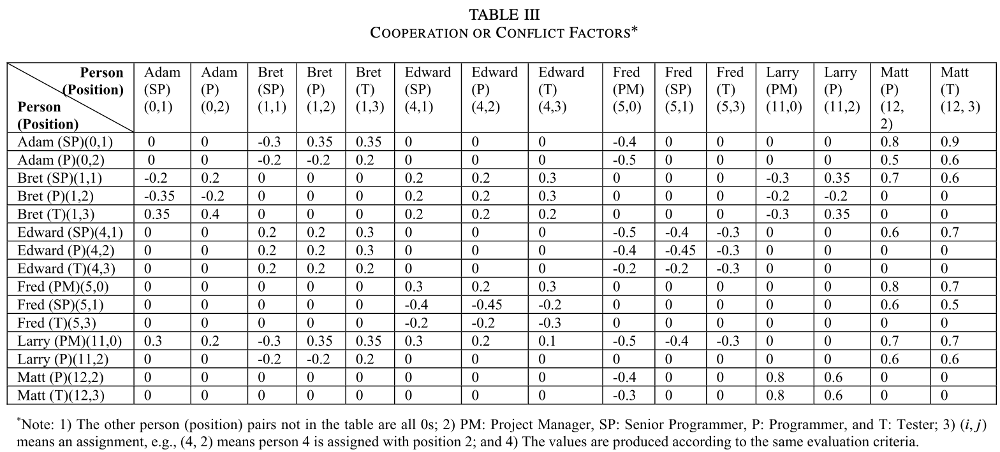 TABLE III
COOPERATION OR CONFLICT FACTORS*
Person (Position) Person (Position) Adam (SP) (0,1) Adam (P) (0,2) Bret (SP) (1,1) Bret (P) (1,2) Bret (T) (1,3) Edward (SP) (4,1) Edward (P) (4,2) Edward (T) (4,3) Fred (PM) (5,0) Fred (SP) (5,1) Fred (T) (5,3) Larry (PM) (11,0) Larry (P) (11,2) Matt (P) (12, 2) Matt (T) (12, 3)
Adam (SP)(0,1) 0 0 -0.3 0.35 0.35 0 0 0 -0.4 0 0 0 0 0.8 0.9
Adam (P)(0,2) 0 0 -0.2 -0.2 0.2 0 0 0 -0.5 0 0 0 0 0.5 0.6
Bret (SP)(1,1) -0.2 0.2 0 0 0 0.2 0.2 0.3 0 0 0 -0.3 0.35 0.7 0.6
Bret (P)(1,2) -0.35 -0.2 0 0 0 0.2 0.2 0.3 0 0 0 -0.2 -0.2 0 0
Bret (T)(1,3) 0.35 0.4 0 0 0 0.2 0.2 0.2 0 0 0 -0.3 0.35 0 0
Edward (SP)(4,1) 0 0 0.2 0.2 0.3 0 0 0 -0.5 -0.4 -0.3 0 0 0.6 0.7
Edward (P)(4,2) 0 0 0.2 0.2 0.3 0 0 0 -0.4 -0.45 -0.3 0 0 0 0
Edward (T)(4,3) 0 0 0.2 0.2 0.2 0 0 0 -0.2 -0.2 -0.3 0 0 0 0
Fred (PM)(5,0) 0 0 0 0 0 0.3 0.2 0.3 0 0 0 0 0 0.8 0.7
Fred (SP)(5,1) 0 0 0 0 0 -0.4 -0.45 -0.2 0 0 0 0 0 0.6 0.5
Fred (T)(5,3) 0 0 0 0 0 -0.2 -0.2 -0.3 0 0 0 0 0 0 0
Larry (PM)(11,0) 0.3 0.2 -0.3 0.35 0.35 0.3 0.2 0.1 -0.5 -0.4 -0.3 0 0 0.7 0.7
Larry (P)(11,2) 0 0 -0.2 -0.2 0.2 0 0 0 0 0 0 0 0 0.6 0.6
Matt (P)(12,2) 0 0 0 0 0 0 0 0 -0.4 0 0 0.8 0.6 0 0
Matt (T)(12,3) 0 0 0 0 0 0 0 0 -0.3 0 0 0.8 0.6 0 0
*Note: 1) The other person (position) pairs not in the table are all 0s; 2) PM: Project Manager, SP: Senior Programmer, P: Programmer, and T: Tester; 3) (i, j)
means an assignment, e.g., (4, 2) means person 4 is assigned with position 2; and 4) The values are produced according to the same evaluation criteria.